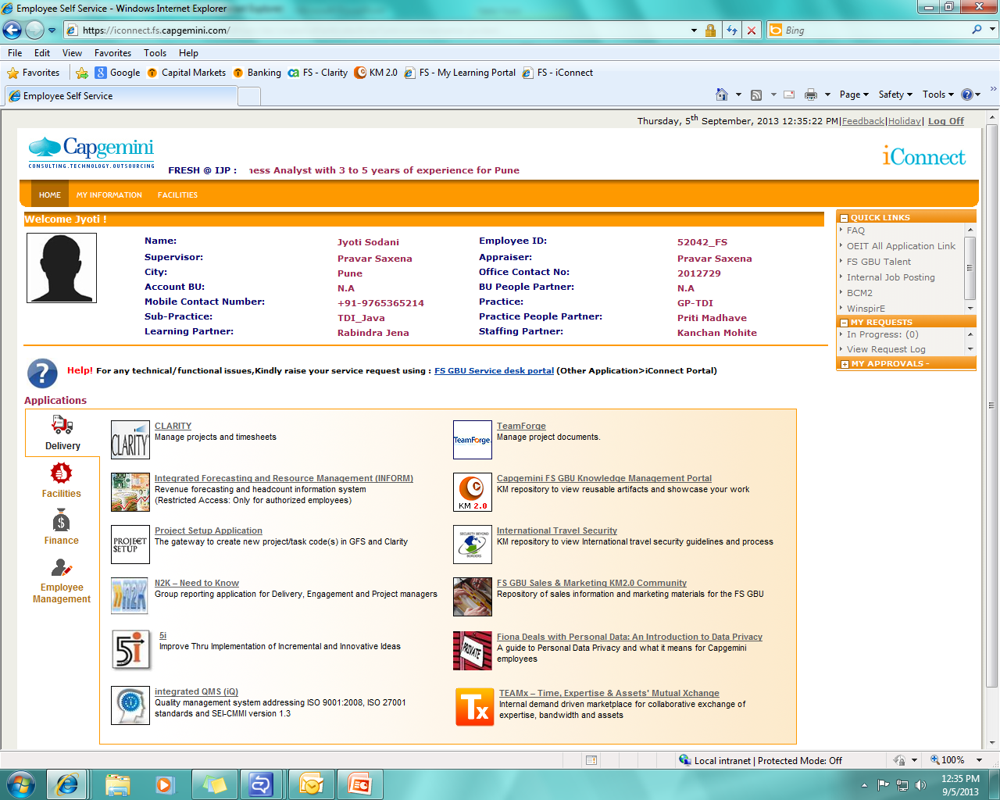 Employee Self Service - Windows Internet Explorer
https://iconnect.fs.capgemini.com/
Bing
File Edit View Favorites Tools Help
Favorites Google Capital Markets Banking FS - Clarity KM 2.0 FS - My Learning Portal FS - iConnect
Employee Self Service
Page Safety Tools
Thursday, 5th September, 2013 12:35:22 PM|Feedback|Holiday| Log Off
Capgemini
CONSULTING.TECHNOLOGY.OUTSOURCING
FRESH @ IJP : ness Analyst with 3 to 5 years of experience for Pune
iConnect
HOME MY INFORMATION FACILITIES
Welcome Jyoti !
Name: Jyoti Sodani Employee ID: 52042_FS
Supervisor: Pravar Saxena Appraiser: Pravar Saxena
City: Pune Office Contact No: 2012729
Account BU: N.A BU People Partner: N.A
Mobile Contact Number: +91-9765365214 Practice: GP-TDI
Sub-Practice: TDI_Java Practice People Partner: Priti Madhave
Learning Partner: Rabindra Jena Staffing Partner: Kanchan Mohite
QUICK LINKS
FAQ
OEIT All Application Link
FS GBU Talent
Internal Job Posting
BCM2
WinspirE
MY REQUESTS
In Progress: (0)
View Request Log
MY APPROVALS -
Help! For any technical/functional issues,Kindly raise your service request using : FS GBU Service desk portal (Other Application>iConnect Portal)
Applications
Delivery
Facilities
Finance
Employee
Management
CLARITY
CLARITY
Manage projects and timesheets
TeamForge
TeamForge
Manage project documents.
Integrated Forecasting and Resource Management (INFORM)
Revenue forecasting and headcount information system
(Restricted Access: Only for authorized employees)
KM 2.0
Capgemini FS GBU Knowledge Management Portal
KM repository to view reusable artifacts and showcase your work
PROJECT
SETUP
Project Setup Application
The gateway to create new project/task code(s) in GFS and Clarity
SECURITY BEYOND
BORDERS
International Travel Security
KM repository to view International travel security guidelines and process
N2K
N2K – Need to Know
Group reporting application for Delivery, Engagement and Project managers
FS GBU Sales & Marketing KM2.0 Community
Repository of sales information and marketing materials for the FS GBU
5i
5i
Improve Thru Implementation of Incremental and Innovative Ideas
PRIVATE
Fiona Deals with Personal Data: An Introduction to Data Privacy
A guide to Personal Data Privacy and what it means for Capgemini
employees
integrated QMS (iQ)
Quality management system addressing ISO 9001:2008, ISO 27001
standards and SEI-CMMI version 1.3
Tx
TEAMx – Time, Expertise & Assets' Mutual Xchange
Internal demand driven marketplace for collaborative exchange of
expertise, bandwidth and assets
Local intranet | Protected Mode: Off
100%
12:35 PM
9/5/2013